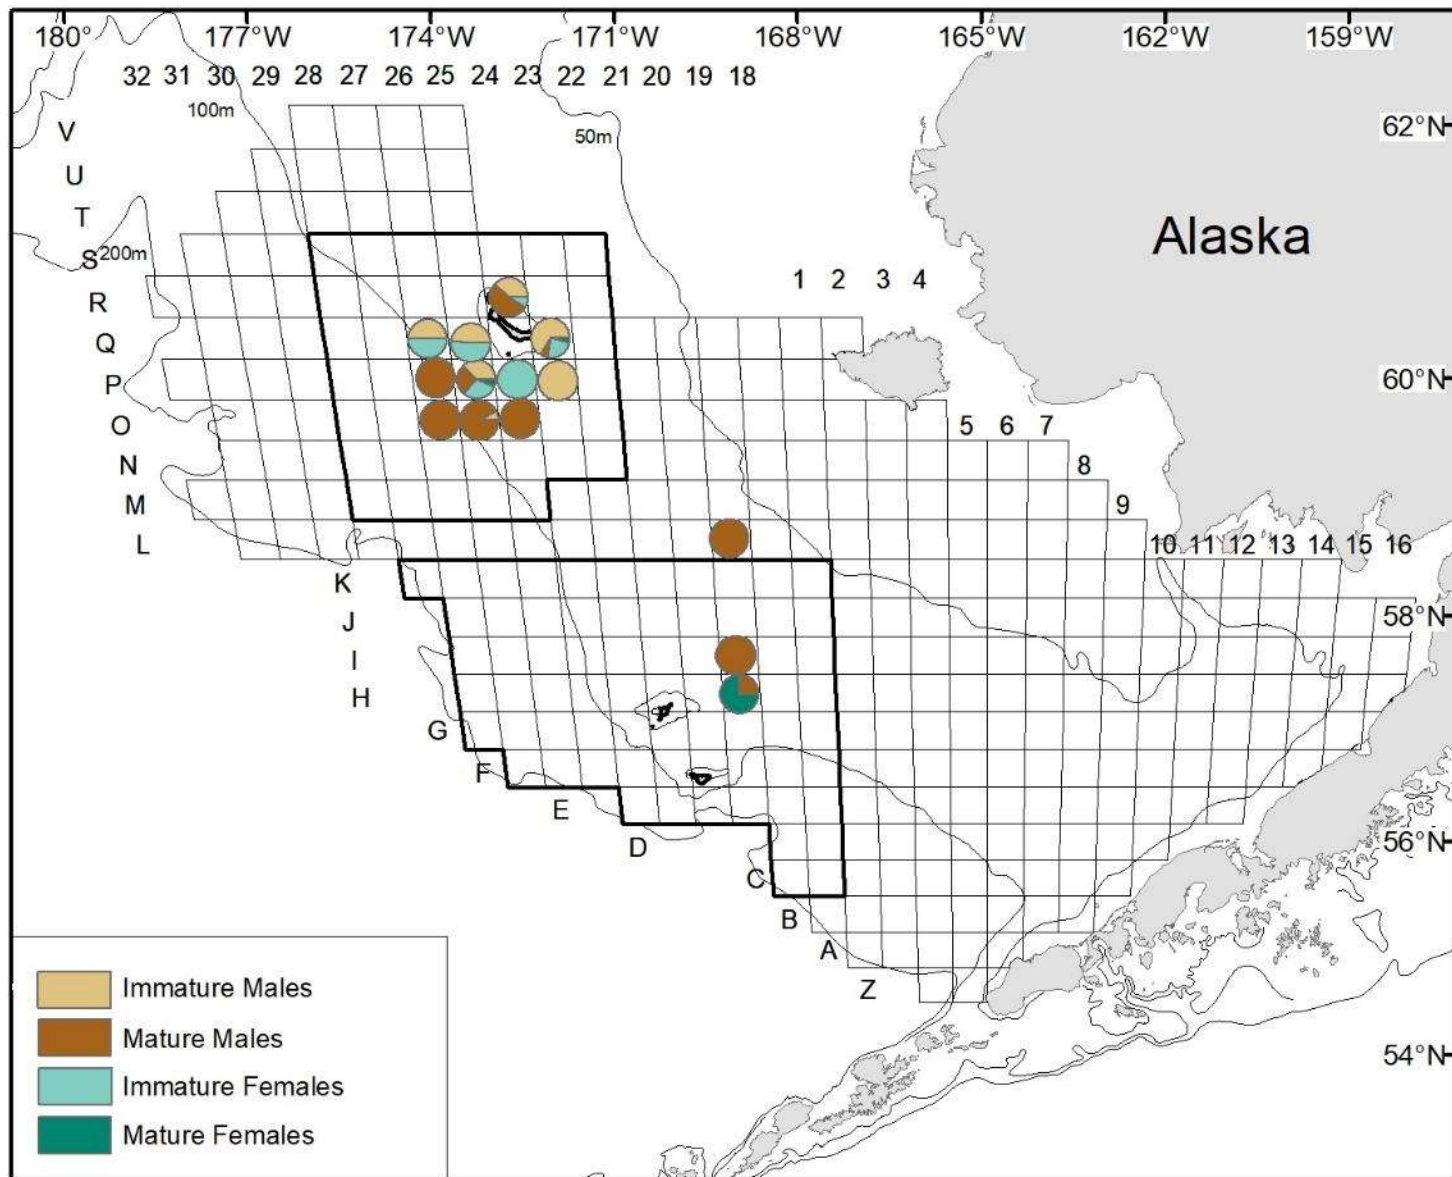 180° 177°W 174°W 171°W 168°W 165°W 162°W 159°W
32 31 30 29 28 27 26 25 24 23 22 21 20 19 18
100m
50m
62°N
V
U
Alaska
T
200m
S
1 2 3 4
R
Q
P
60°N
O
5 6 7
N
8
M
9
L
10 11 12 13 14 15 16
K
J
58°N
I
H
G
F
E
D
56°N
C
B
A
Z
54°N
Immature Males
Mature Males
Immature Females
Mature Females